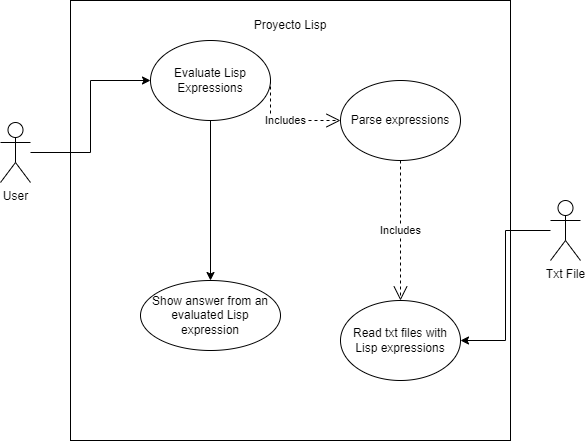 Proyecto Lisp
Evaluate Lisp
Expressions
Includes
Parse expressions
User
Includes
Txt File
Show answer from an
evaluated Lisp
expression
Read txt files with
Lisp expressions